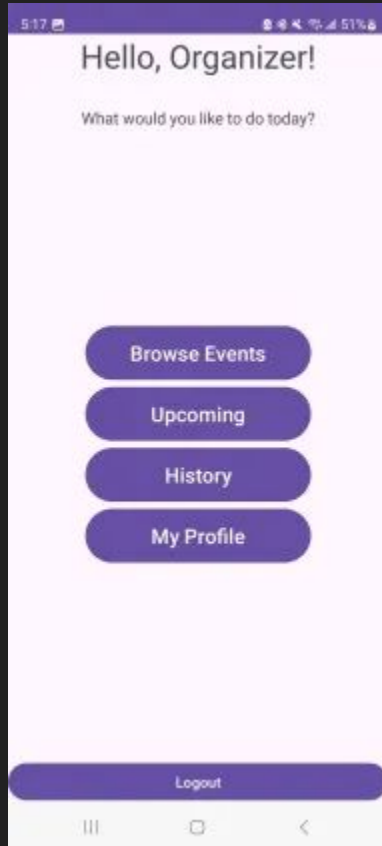 5:17 51%
Hello, Organizer!
What would you like to do today?
Browse Events
Upcoming
History
My Profile
Logout